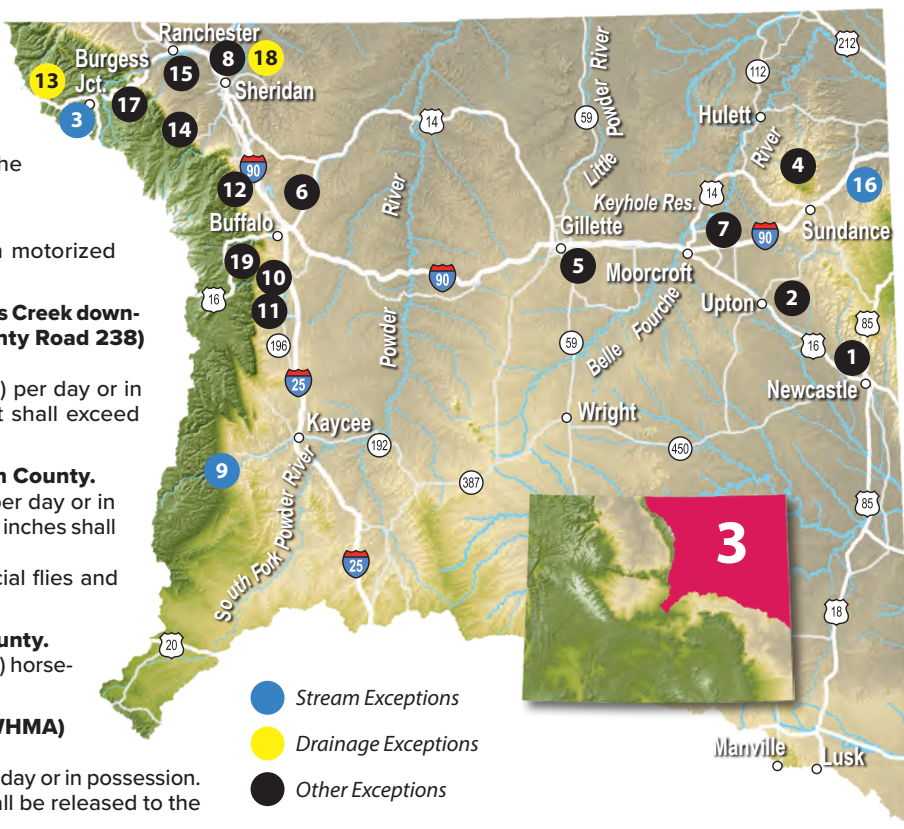 he
n motorized
s Creek down-
nty Road 238)
) per day or in
t shall exceed
n County.
per day or in
inches shall
cial flies and
unty.
) horse-
WHMA)
day or in possession.
all be released to the
Ranchester
8
18
212
Burgess
Jct.
13
15
Sheridan
112
17
3
14
14
59
Little Powder River
Hulett
River
90
4
12
6
River
Keyhole Res.
14
16
Buffalo
Gillette
7
90
Sundance
19
10
5
Moorcroft
90
16
11
Upton
2
85
196
Powder
59
Belle Fourche
16
1
25
Newcastle
Wright
Kaycee
192
450
9
387
85
South Fork Powder River
3
25
18
20
Stream Exceptions
Drainage Exceptions
Other Exceptions
Manville
Lusk